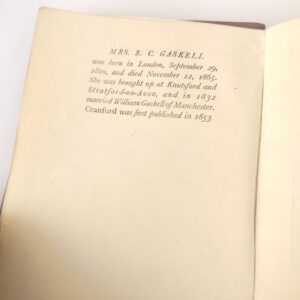 MRS. E. C. GASKELL
was born in London, September 29,
1810, and died November 12, 1865.
She was brought up at Knutsford and
Stratford-on-Avon, and in 1832
married William Gaskell of Manchester.
Cranford was first published in 1853